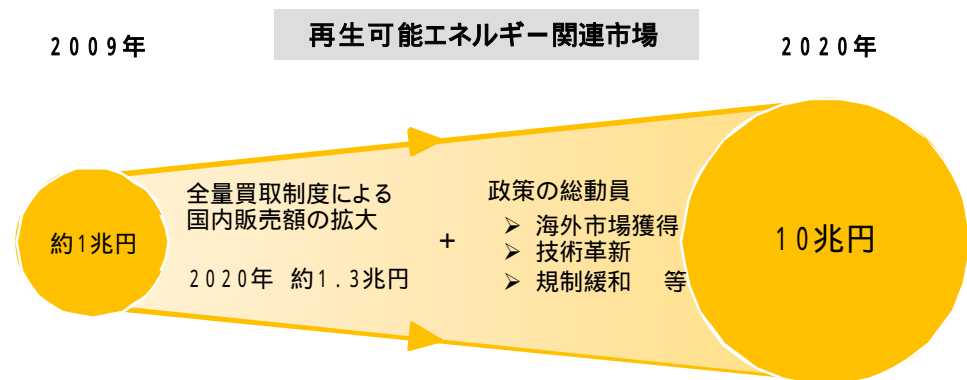 再生可能エネルギー関連市場
2009年
2020年
約1兆円
全量買取制度による
国内販売額の拡大
2020年 約1.3兆円
+
政策の総動員
➢ 海外市場獲得
➢ 技術革新
➢ 規制緩和 等
10兆円